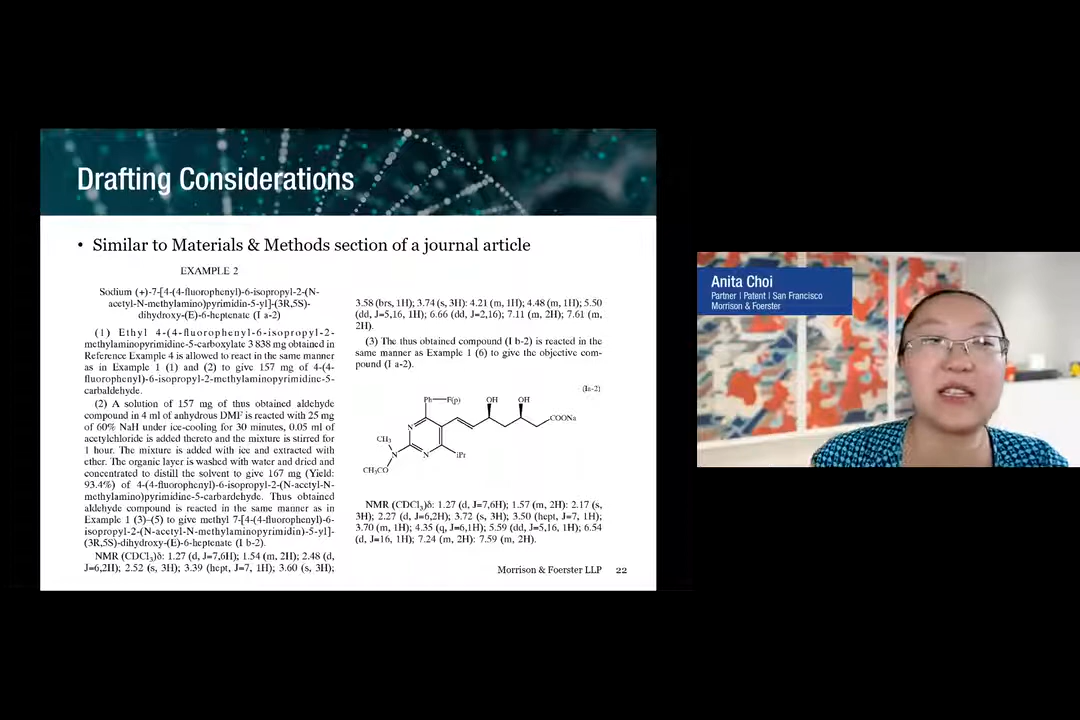 Drafting Considerations
• Similar to Materials & Methods section of a journal article
EXAMPLE 2
Sodium (+)-7-[4-(4-fluorophenyl)-6-isopropyl-2-(N-
acetyl-N-methylamino)pyrimidin-5-yl]-(3R,5S)-
dihydroxy-(E)-6-heptenate (I a-2)
(1) Ethyl 4-(4-fluorophenyl-6-isopropyl-2-
methylaminopyrimidine-5-carboxylate 3 838 mg obtained in
Reference Example 4 is allowed to react in the same manner
as in Example 1 (1) and (2) to give 157 mg of 4-(4-
fluorophenyl)-6-isopropyl-2-methylaminopyrimidine-5-
carbaldehyde.
(2) A solution of 157 mg of thus obtained aldehyde
compound in 4 ml of anhydrous DMF is reacted with 25 mg
of 60% NaH under ice-cooling for 30 minutes, 0.05 ml of
acetylchloride is added thereto and the mixture is stirred for
1 hour. The mixture is added with ice and extracted with
ether. The organic layer is washed with water and dried and
concentrated to distill the solvent to give 167 mg (Yield:
93.4%) of 4-(4-fluorophenyl)-6-isopropyl-2-(N-acetyl-N-
methylamino)pyrimidine-5-carbardehyde. Thus obtained
aldehyde compound is reacted in the same manner as in
Example 1 (3)–(5) to give methyl 7-[4-(4-fluorophenyl)-6-
isopropyl-2-(N-acetyl-N-methylaminopyrimidin)-5-yl]-
(3R,5S)-dihydroxy-(E)-6-heptenate (I b-2).
NMR (CDCl3)δ: 1.27 (d, J=7,6H); 1.54 (m, 2H); 2.48 (d,
J=6,2H); 2.52 (s, 3H); 3.39 (hept, J=7, 1H); 3.60 (s, 3H);
3.58 (brs, 1H); 3.74 (s, 3H): 4.21 (m, 1H); 4.48 (m, 1H); 5.50
(dd, J=5,16, 1H); 6.66 (dd, J=2,16); 7.11 (m, 2H); 7.61 (m,
2H).
(3) The thus obtained compound (I b-2) is reacted in the
same manner as Example 1 (6) to give the objective com-
pound (I a-2).
(Ia-2)
Ph—F(p) OH OH
COONa
N
CH3
N N iPr
CH3CO
NMR (CDCl3)δ: 1.27 (d, J=7,6H); 1.57 (m, 2H): 2.17 (s,
3H); 2.27 (d, J=6,2H); 3.72 (s, 3H); 3.50 (hept, J=7, 1H);
3.70 (m, 1H); 4.35 (q, J=6,1H); 5.59 (dd, J=5,16, 1H); 6.54
(d, J=16, 1H); 7.24 (m, 2H): 7.59 (m, 2H).
Morrison & Foerster LLP 22
Anita Choi
Partner | Patent | San Francisco
Morrison & Foerster